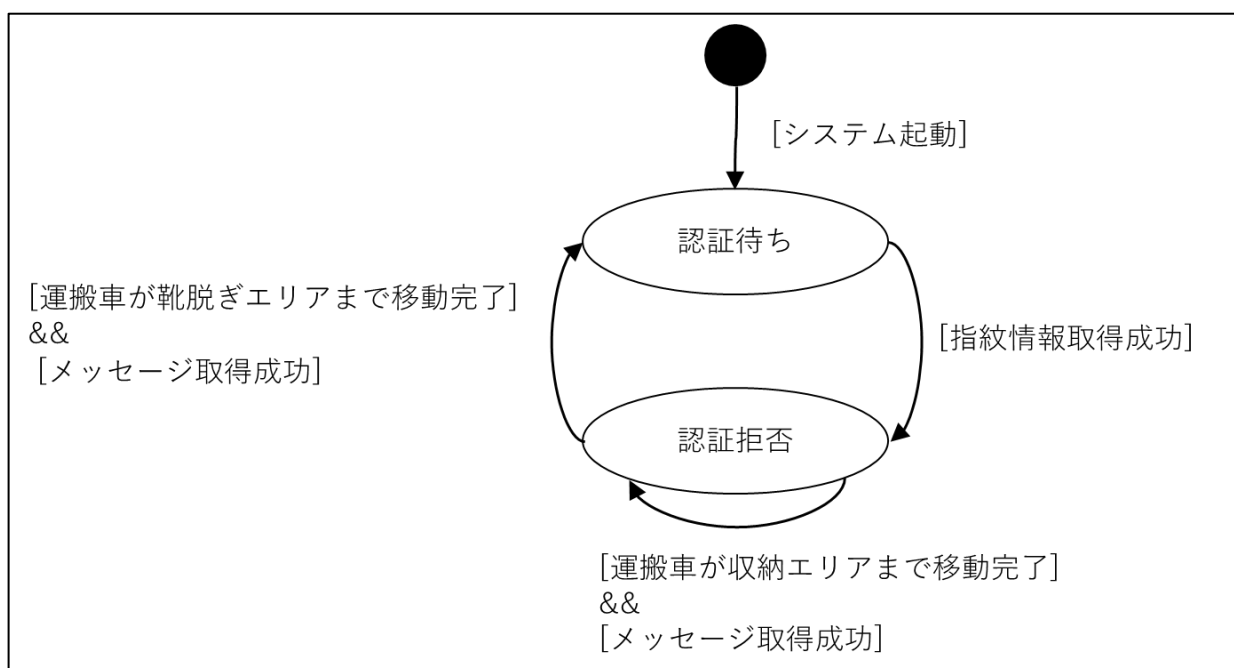 [システム起動]
認証待ち
[運搬車が靴脱ぎエリアまで移動完了]
&&
[メッセージ取得成功]
[指紋情報取得成功]
認証拒否
[運搬車が収納エリアまで移動完了]
&&
[メッセージ取得成功]